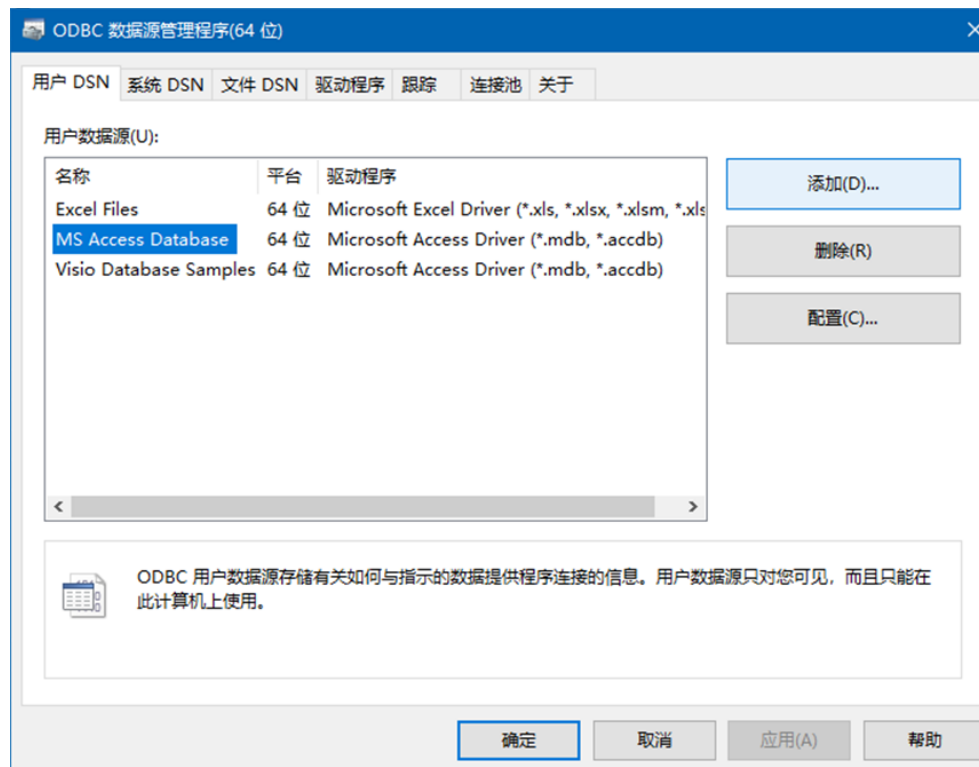 ODBC 数据源管理程序(64 位)
用户 DSN 系统 DSN 文件 DSN 驱动程序 跟踪 连接池 关于
用户数据源(U):
名称 平台 驱动程序
Excel Files 64 位 Microsoft Excel Driver (*.xls, *.xlsx, *.xlsm, *.xls
MS Access Database 64 位 Microsoft Access Driver (*.mdb, *.accdb)
Visio Database Samples 64 位 Microsoft Access Driver (*.mdb, *.accdb)
添加(D)...
删除(R)
配置(C)...
ODBC 用户数据源存储有关如何与指示的数据提供程序连接的信息。用户数据源只对您可见，而且只能在
此计算机上使用。
确定 取消 应用(A) 帮助